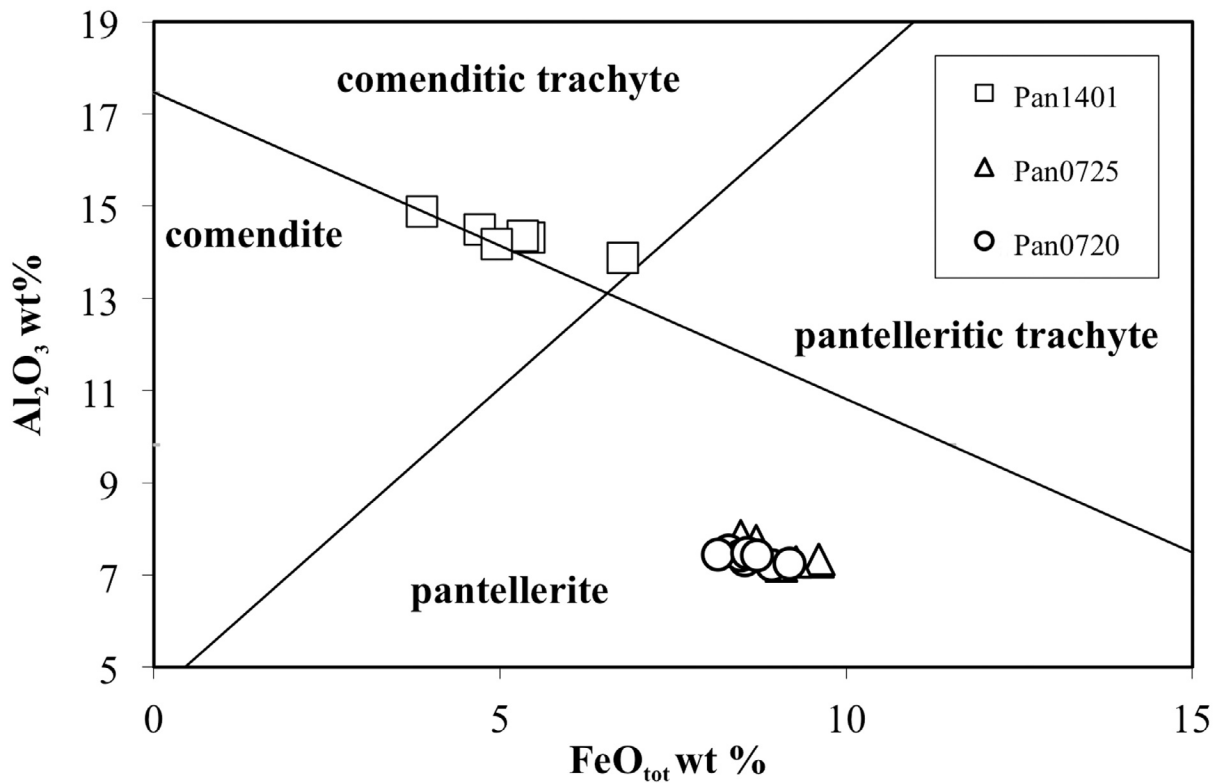 19
17
15
13
11
9
7
5
Al₂O₃ wt%
comenditic trachyte
comendite
pantelleritic trachyte
pantellerite
Pan1401
Pan0725
Pan0720
0 5 10 15
FeOtot wt %